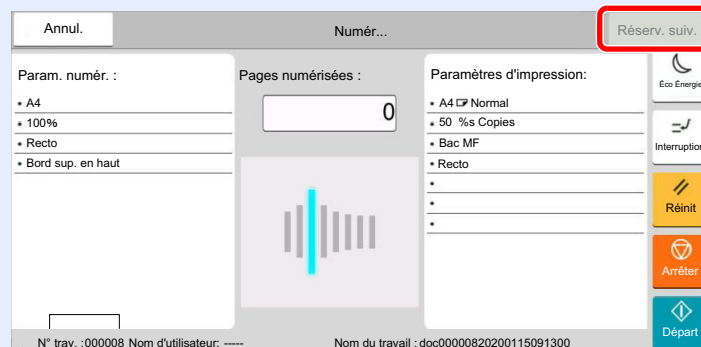 Annul.
Numér...
Réserv. suiv.
Param. numér. :
• A4
• 100%
• Recto
• Bord sup. en haut
Pages numérisées :
0
Paramètres d'impression:
• A4 Normal
• 50 %s Copies
• Bac MF
• Recto
•
•
•
Éco Énergie
Interruption
Réinit
Arrêter
Départ
N° trav. :000008 Nom d'utilisateur: -----
Nom du travail : doc00000820200115091300